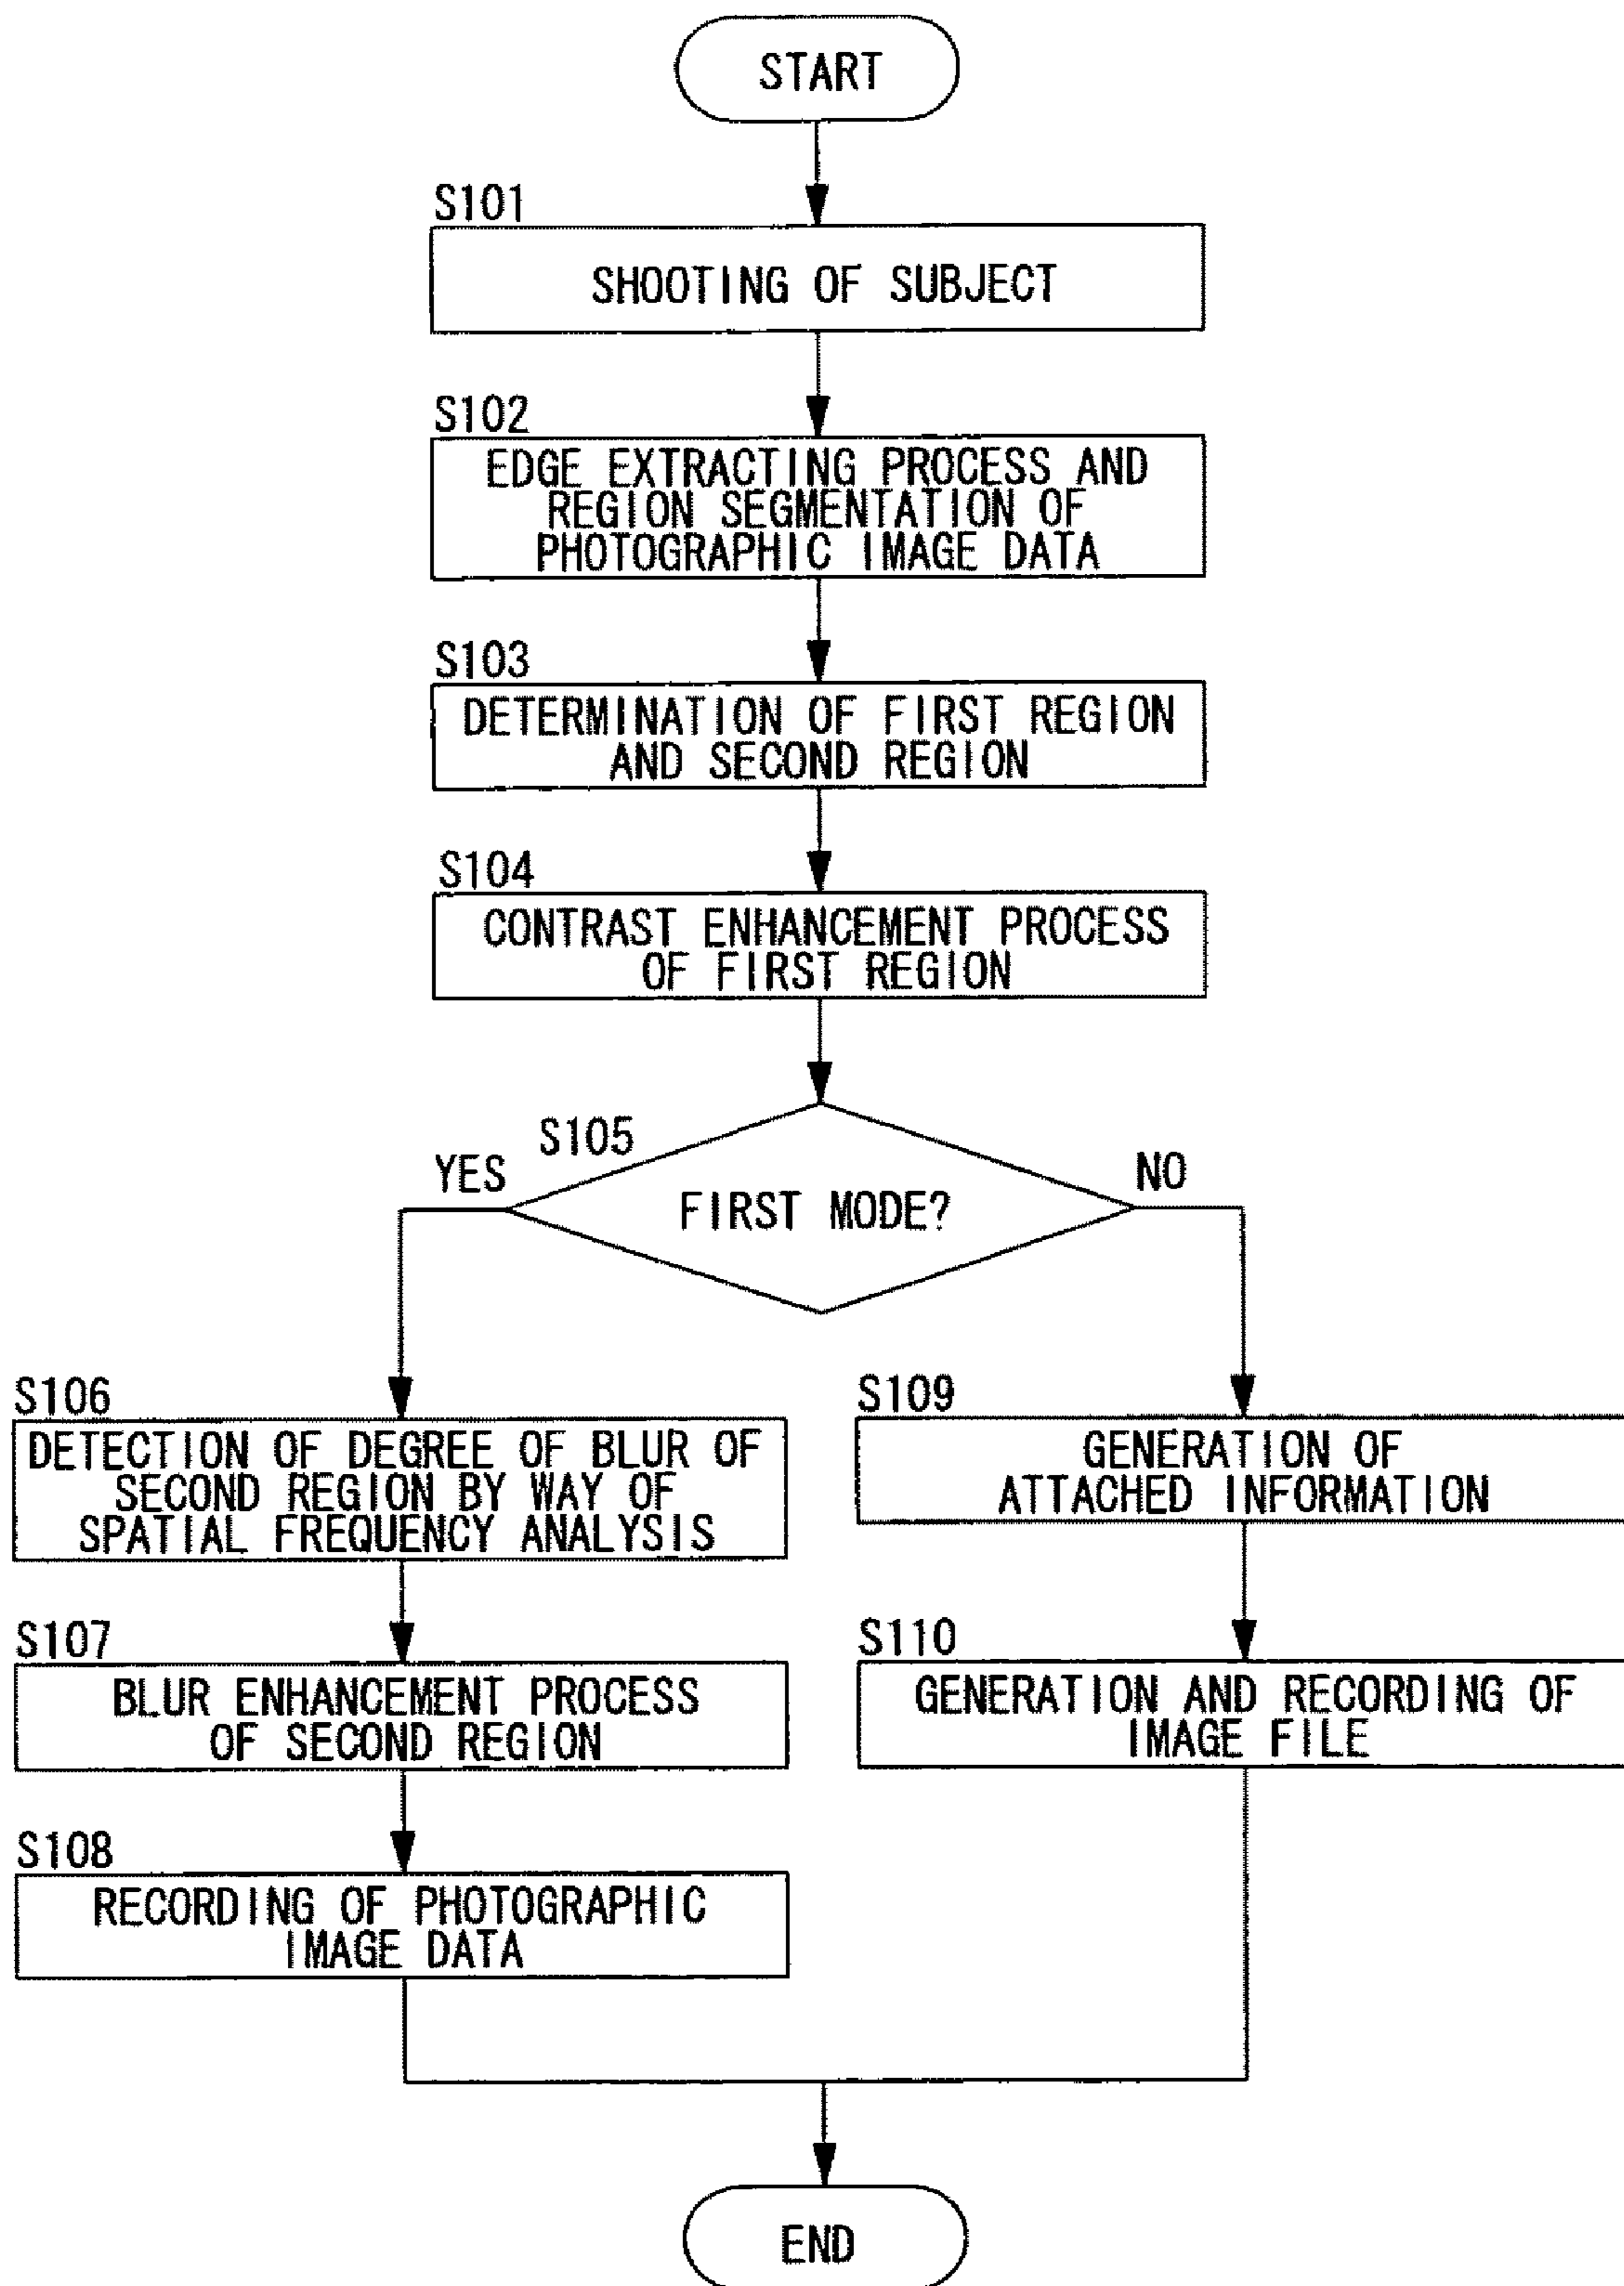 START
S101
SHOOTING OF SUBJECT
S102
EDGE EXTRACTING PROCESS AND
REGION SEGMENTATION OF
PHOTOGRAPHIC IMAGE DATA
S103
DETERMINATION OF FIRST REGION
AND SECOND REGION
S104
CONTRAST ENHANCEMENT PROCESS
OF FIRST REGION
S105
YES
FIRST MODE?
NO
S106
DETECTION OF DEGREE OF BLUR OF
SECOND REGION BY WAY OF
SPATIAL FREQUENCY ANALYSIS
S107
BLUR ENHANCEMENT PROCESS
OF SECOND REGION
S108
RECORDING OF PHOTOGRAPHIC
IMAGE DATA
S109
GENERATION OF
ATTACHED INFORMATION
S110
GENERATION AND RECORDING OF
IMAGE FILE
END